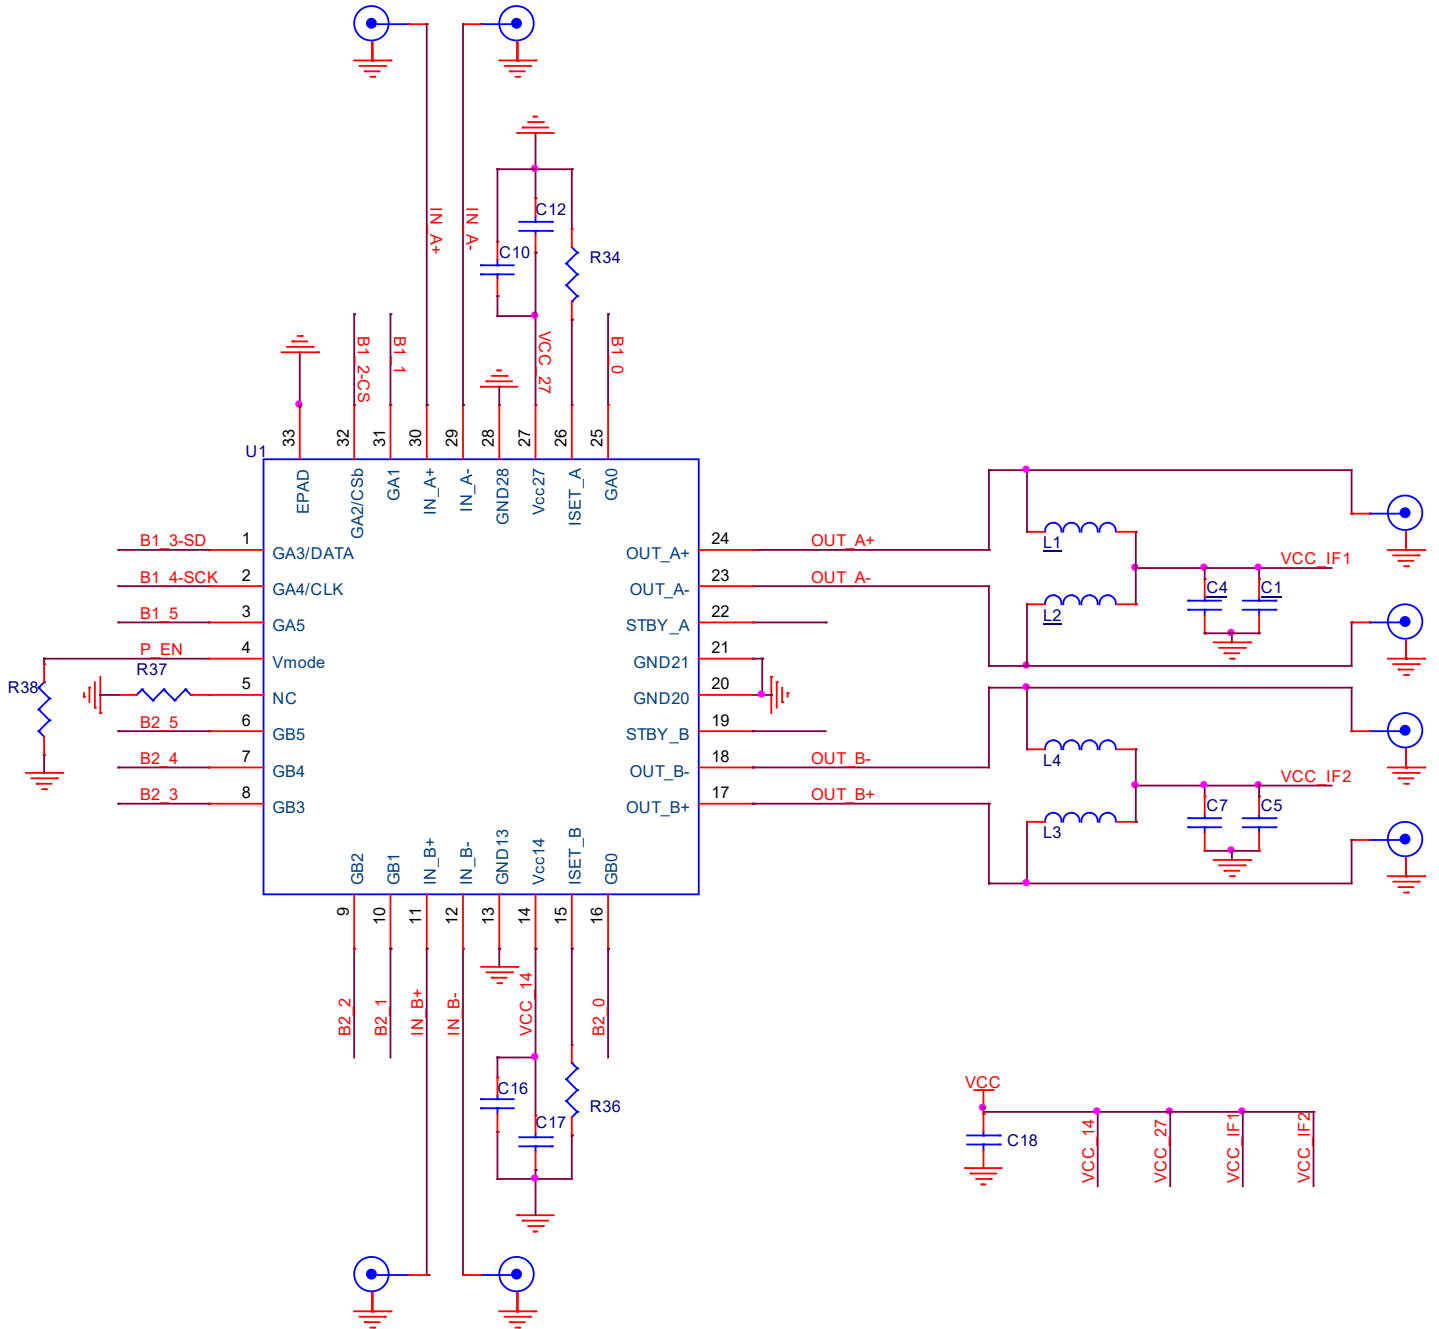 IN_A+
IN_A-
C12
C10
R34
B1_2-CS
B1_1
VCC_27
B1_0
33
32
31
30
29
28
27
26
25
U1
EPAD
GA2/CSb
GA1
IN_A+
IN_A-
GND28
Vcc27
ISET_A
GA0
B1_3-SD
1
GA3/DATA
B1_4-SCK
2
GA4/CLK
B1_5
3
GA5
P_EN
4
Vmode
R38
R37
5
NC
B2_5
6
GB5
B2_4
7
GB4
B2_3
8
GB3
OUT_A+
24
OUT_A+
OUT_A-
23
OUT_A-
STBY_A
22
GND21
21
GND20
20
STBY_B
19
OUT_B-
18
OUT_B-
OUT_B+
17
OUT_B+
L1
L2
VCC_IF1
C4
C1
L4
L3
VCC_IF2
C7
C5
GB2
GB1
IN_B+
IN_B-
GND13
Vcc14
ISET_B
GB0
9
10
11
12
13
14
15
16
B2_2
B2_1
IN_B+
IN_B-
VCC_14
B2_0
C16
C17
R36
VCC
C18
VCC_14
VCC_27
VCC_IF1
VCC_IF2